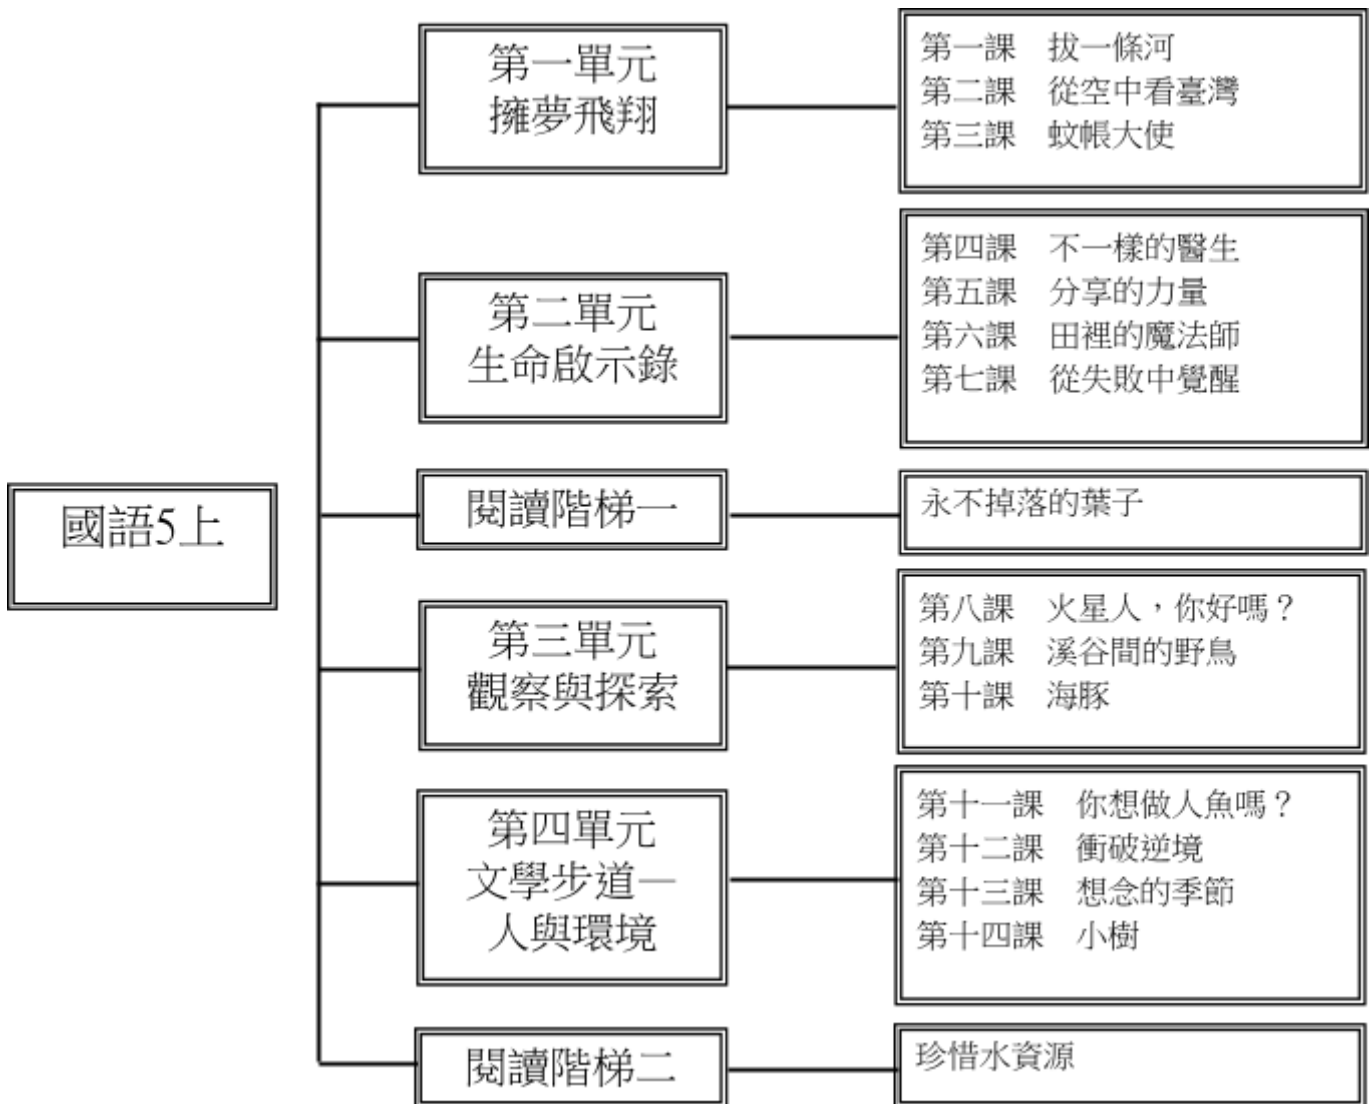 國語5上
第一單元
擁夢飛翔
第一課　拔一條河
第二課　從空中看臺灣
第三課　蚊帳大使
第二單元
生命啟示錄
第四課　不一樣的醫生
第五課　分享的力量
第六課　田裡的魔法師
第七課　從失敗中覺醒
閱讀階梯一
永不掉落的葉子
第三單元
觀察與探索
第八課　火星人，你好嗎？
第九課　溪谷間的野鳥
第十課　海豚
第四單元
文學步道—
人與環境
第十一課　你想做人魚嗎？
第十二課　衝破逆境
第十三課　想念的季節
第十四課　小樹
閱讀階梯二
珍惜水資源